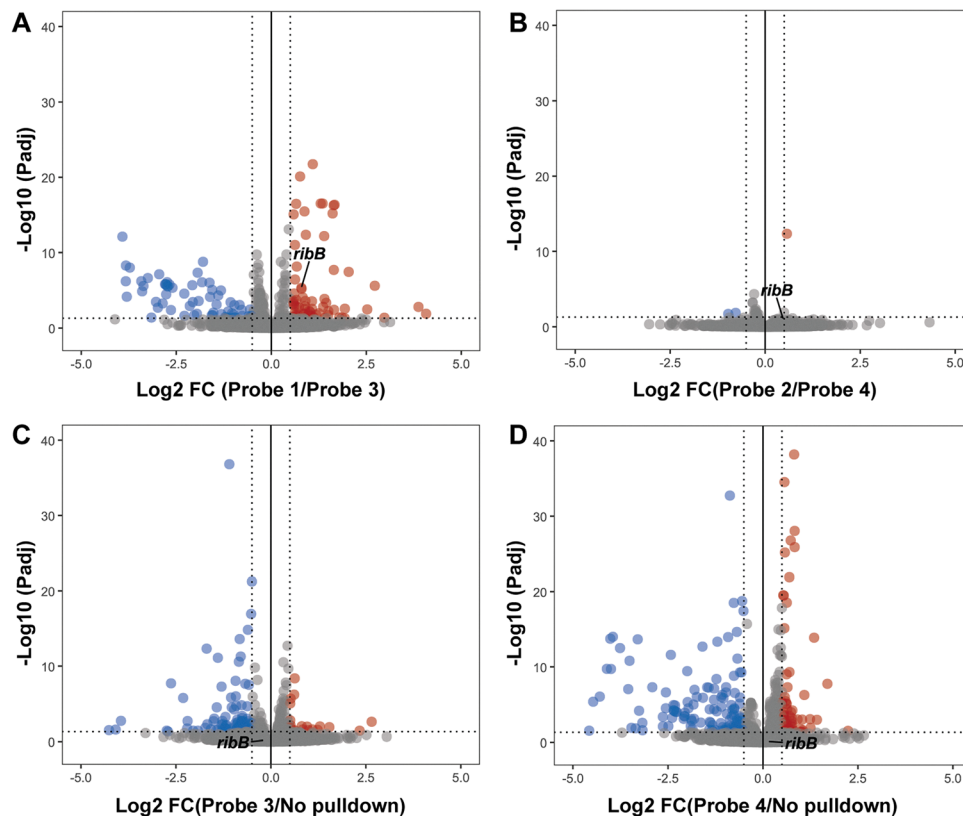 A
B
40
30
20
10
0
-Log10 (Padj)
ribB
-5.0
-2.5
0.0
2.5
5.0
Log2 FC (Probe 1/Probe 3)
40
30
20
10
0
-Log10 (Padj)
ribB
-5.0
-2.5
0.0
2.5
5.0
Log2 FC(Probe 2/Probe 4)
C
D
40
30
20
10
0
-Log10 (Padj)
ribB
-5.0
-2.5
0.0
2.5
5.0
Log2 FC(Probe 3/No pulldown)
40
30
20
10
0
-Log10 (Padj)
ribB
-5.0
-2.5
0.0
2.5
5.0
Log2 FC(Probe 4/No pulldown)